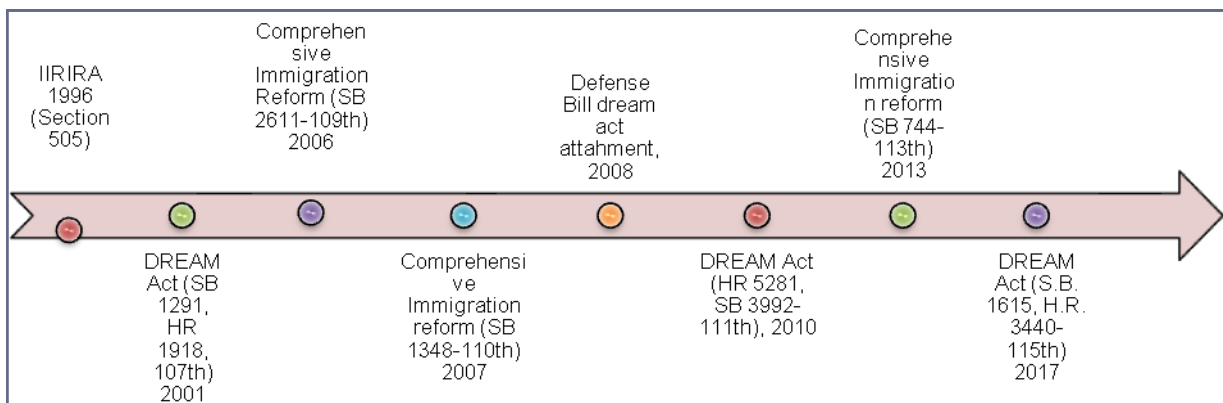 IIRIRA
1996
(Section
505)
DREAM
Act (SB
1291,
HR
1918,
107th)
2001
Comprehen
sive
Immigration
Reform (SB
2611-109th)
2006
Comprehensi
ve
Immigration
reform (SB
1348-110th)
2007
Defense
Bill dream
act
attahment,
2008
DREAM Act
(HR 5281,
SB 3992-
111th), 2010
Comprehe
nsive
Immigratio
n reform
(SB 744-
113th)
2013
DREAM
Act (S.B.
1615, H.R.
3440-
115th)
2017